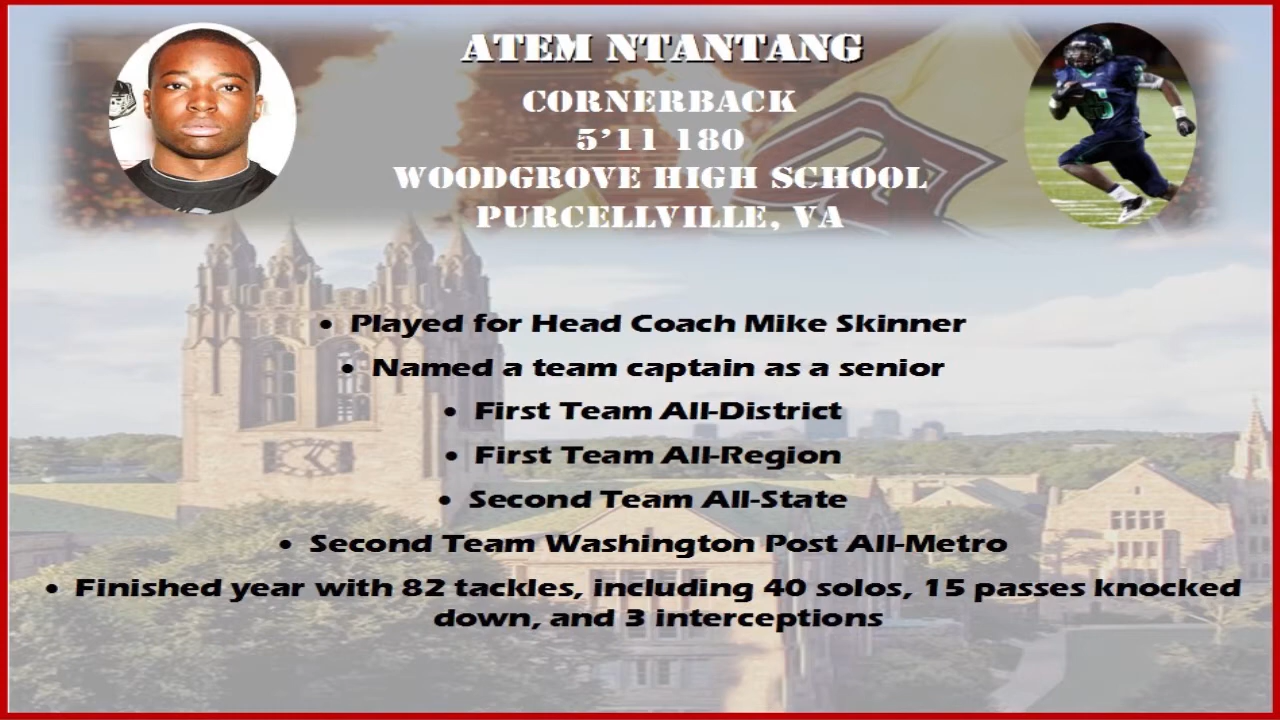 ATEM NTANTANG
CORNERBACK
5'11 180
WOODGROVE HIGH SCHOOL
PURCELLVILLE, VA
• Played for Head Coach Mike Skinner
• Named a team captain as a senior
• First Team All-District
• First Team All-Region
• Second Team All-State
• Second Team Washington Post All-Metro
• Finished year with 82 tackles, including 40 solos, 15 passes knocked
down, and 3 interceptions